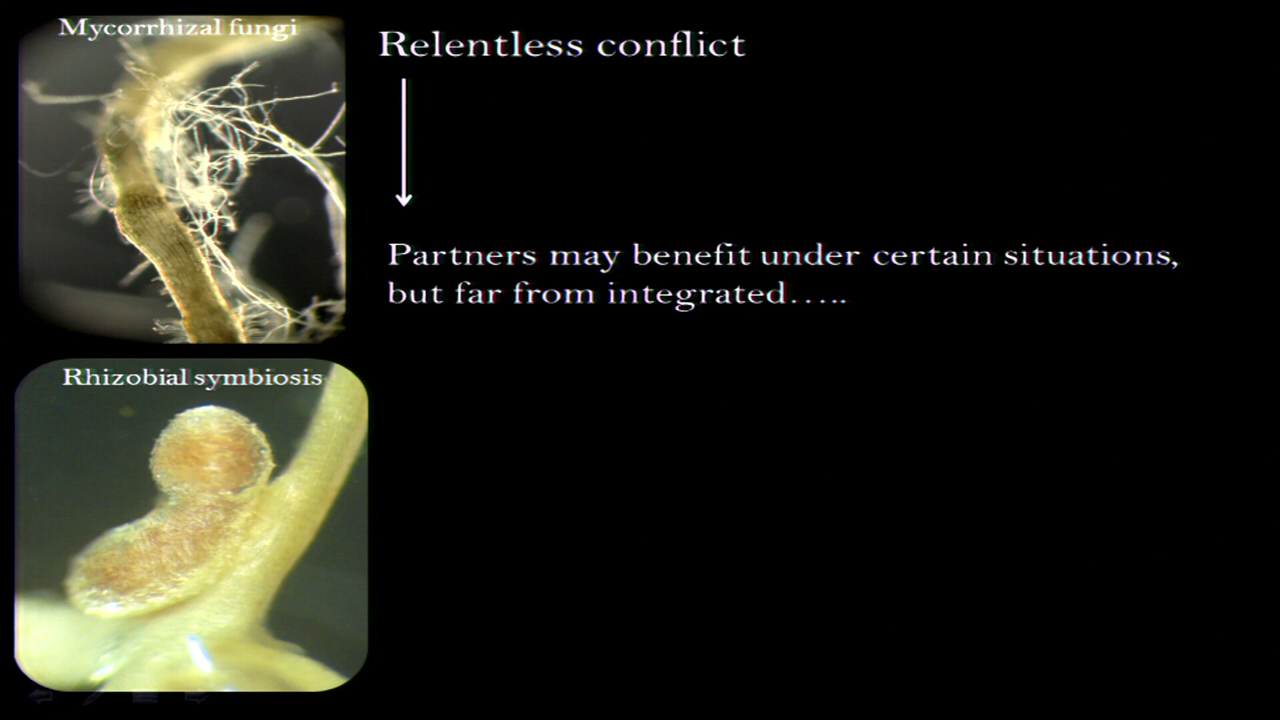 Mycorrhizal fungi
Relentless conflict
Partners may benefit under certain situations,
but far from integrated…..
Rhizobial symbiosis